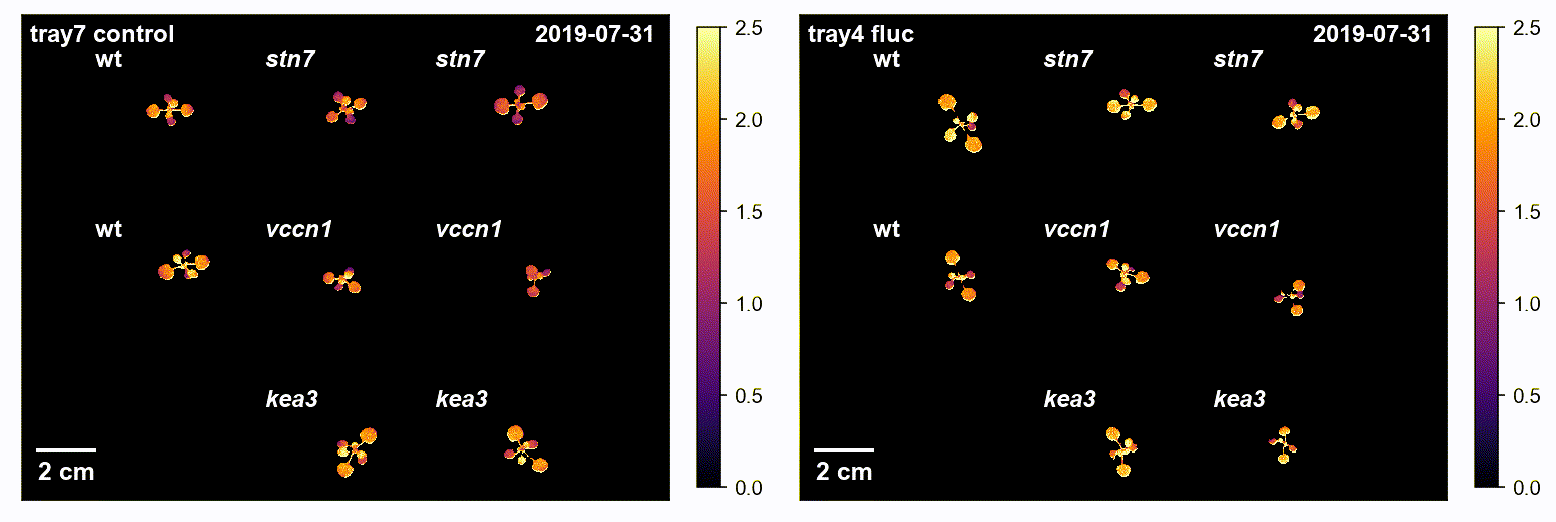 tray7 control 2019-07-31
wt stn7 stn7
wt vccn1 vccn1
kea3 kea3
2 cm
2.5
2.0
1.5
1.0
0.5
0.0
tray4 fluc 2019-07-31
wt stn7 stn7
wt vccn1 vccn1
kea3 kea3
2 cm
2.5
2.0
1.5
1.0
0.5
0.0